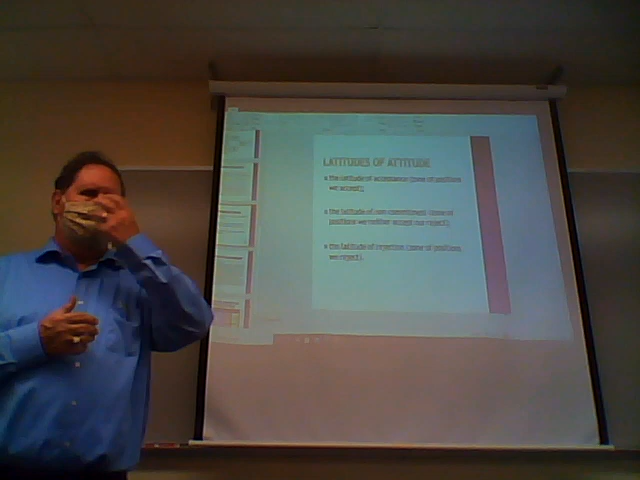 LATITUDES OF ATTITUDE
the latitude of acceptance (zone of positions
we accept);
the latitude of non-commitment (zone of
positions we neither accept nor reject);
the latitude of rejection (zone of positions
we reject).